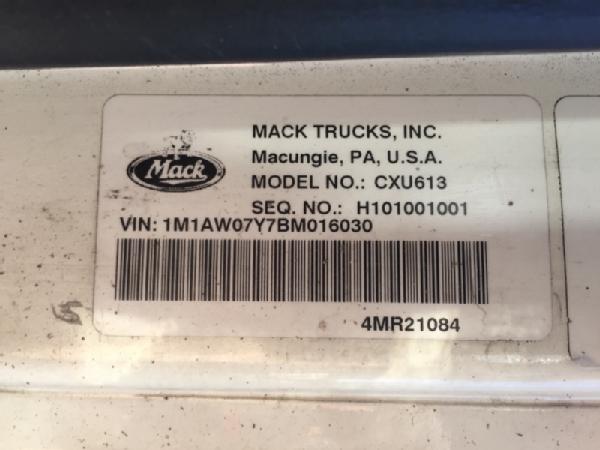 Mack
MACK TRUCKS, INC.
Macungie, PA, U.S.A.
MODEL NO.: CXU613
SEQ. NO.: H101001001
VIN: 1M1AW07Y7BM016030
4MR21084